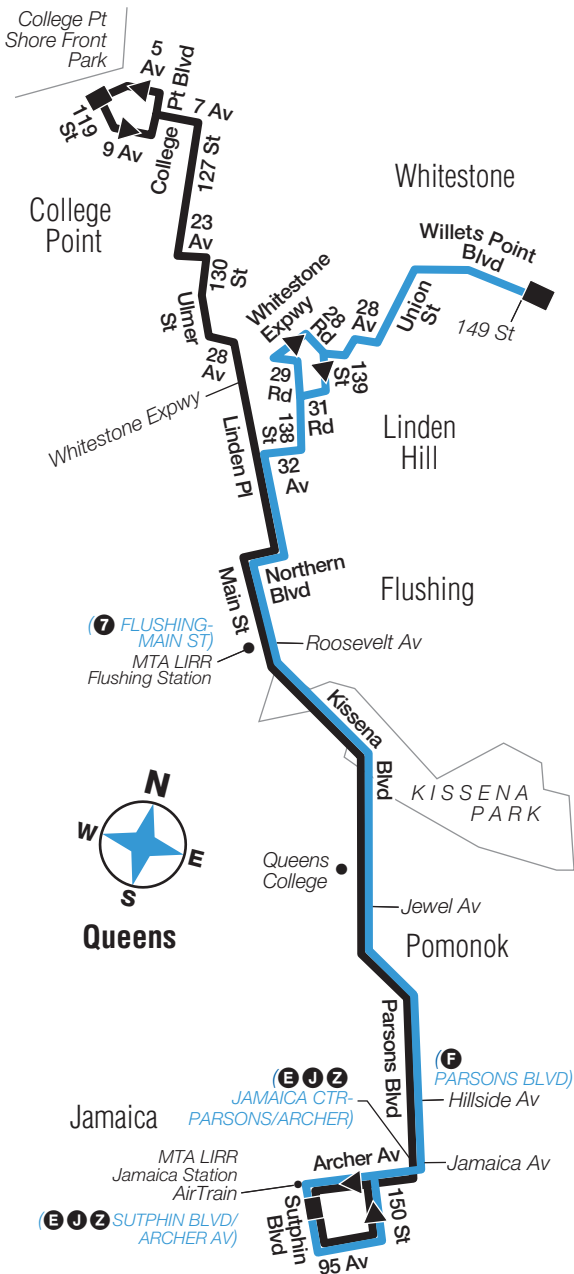 College Pt
Shore Front
Park
5
Av
Pt Blvd
College
7 Av
119
St
9 Av
127 St
College
Point
Whitestone
23
Av
130
St
Willets Point
Blvd
149 St
Union
St
Ulmer
St
Whitestone
Expwy
28
Rd
28
Av
28
Av
29
Rd
139
St
31
Rd
138
St
Whitestone Expwy
Linden
Hill
Linden Pl
32
Av
Northern
Blvd
Main St
Flushing
(7 FLUSHING-
MAIN ST)
MTA LIRR
Flushing Station
Roosevelt Av
Kissena
Blvd
KISSENA
PARK
N
W
E
S
Queens
Queens
College
Jewel Av
Pomonok
Parsons Blvd
(E J Z
JAMAICA CTR-
PARSONS/ARCHER)
(F
PARSONS BLVD)
Hillside Av
Jamaica
MTA LIRR
Jamaica Station
AirTrain
Archer Av
Jamaica Av
(E J Z SUTPHIN BLVD/
ARCHER AV)
Sutphin
Blvd
150 St
95 Av